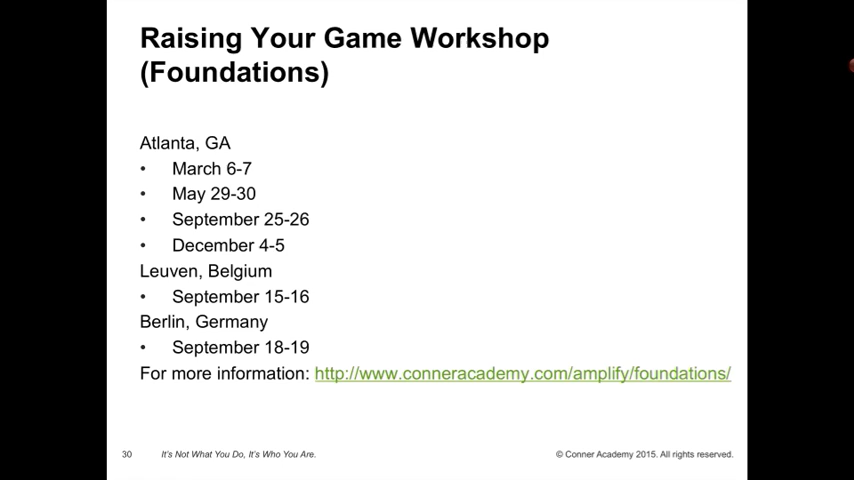 Raising Your Game Workshop
(Foundations)
Atlanta, GA
• March 6-7
• May 29-30
• September 25-26
• December 4-5
Leuven, Belgium
• September 15-16
Berlin, Germany
• September 18-19
For more information: http://www.conneracademy.com/amplify/foundations/
30 It's Not What You Do, It's Who You Are. © Conner Academy 2015. All rights reserved.